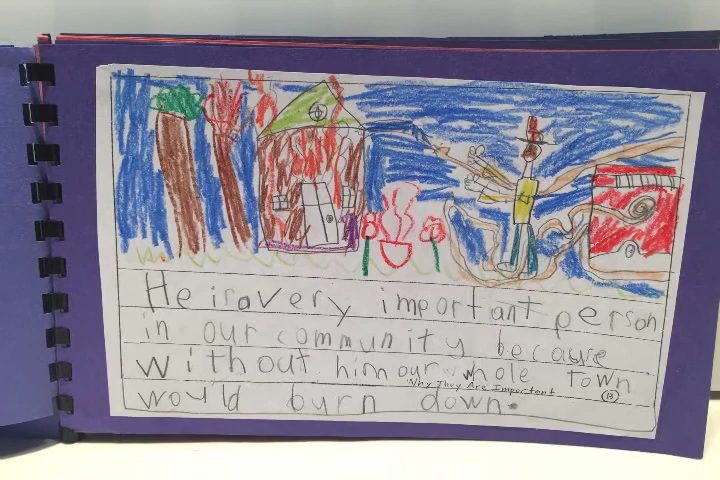 He is a very important person
in our community because
without him our whole town
Why They Are Important
13
would burn down.